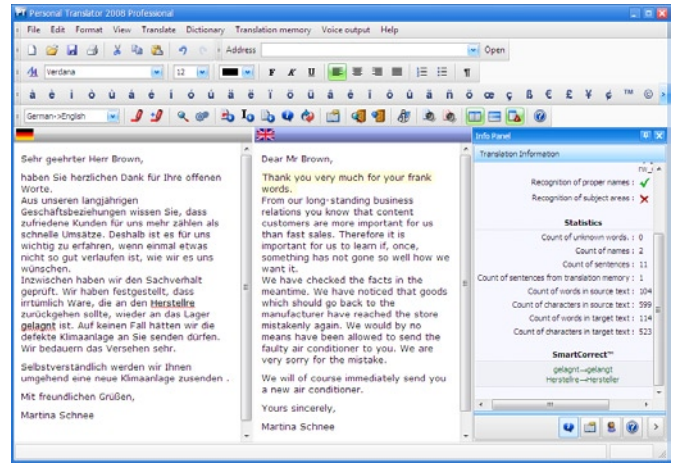 Personal Translator 2008 Professional
File Edit Format View Translate Dictionary Translation memory Voice output Help
Address Open
Verdana 12 F K U ¶
German->English
Info Panel
Translation Information
Recognition of proper names :
Recognition of subject areas :
Statistics
Count of unknown words. : 0
Count of names : 2
Count of sentences : 11
Count of sentences from translation memory : 1
Count of words in source text : 104
Count of characters in source text : 599
Count of words in target text : 114
Count of characters in target text : 523
SmartCorrect™
gelagnt→gelangt
Herstellre→Hersteller
Sehr geehrter Herr Brown,
haben Sie herzlichen Dank für Ihre offenen
Worte.
Aus unseren langjährigen
Geschäftsbeziehungen wissen Sie, dass
zufriedene Kunden für uns mehr zählen als
schnelle Umsätze. Deshalb ist es für uns
wichtig zu erfahren, wenn einmal etwas
nicht so gut verlaufen ist, wie wir es uns
wünschen.
Inzwischen haben wir den Sachverhalt
geprüft. Wir haben festgestellt, dass
irrtümlich Ware, die an den Herstellre
zurückgehen sollte, wieder an das Lager
gelagnt ist. Auf keinen Fall hätten wir die
defekte Klimaanlage an Sie senden dürfen.
Wir bedauern das Versehen sehr.
Selbstverständlich werden wir Ihnen
umgehend eine neue Klimaanlage zusenden .
Mit freundlichen Grüßen,
Martina Schnee
Dear Mr Brown,
Thank you very much for your frank
words.
From our long-standing business
relations you know that content
customers are more important for us
than fast sales. Therefore it is
important for us to learn if, once,
something has not gone so well how we
want it.
We have checked the facts in the
meantime. We have noticed that goods
which should go back to the
manufacturer have reached the store
mistakenly again. We would by no
means have been allowed to send the
faulty air conditioner to you. We are
very sorry for the mistake.
We will of course immediately send you
a new air conditioner.
Yours sincerely,
Martina Schnee